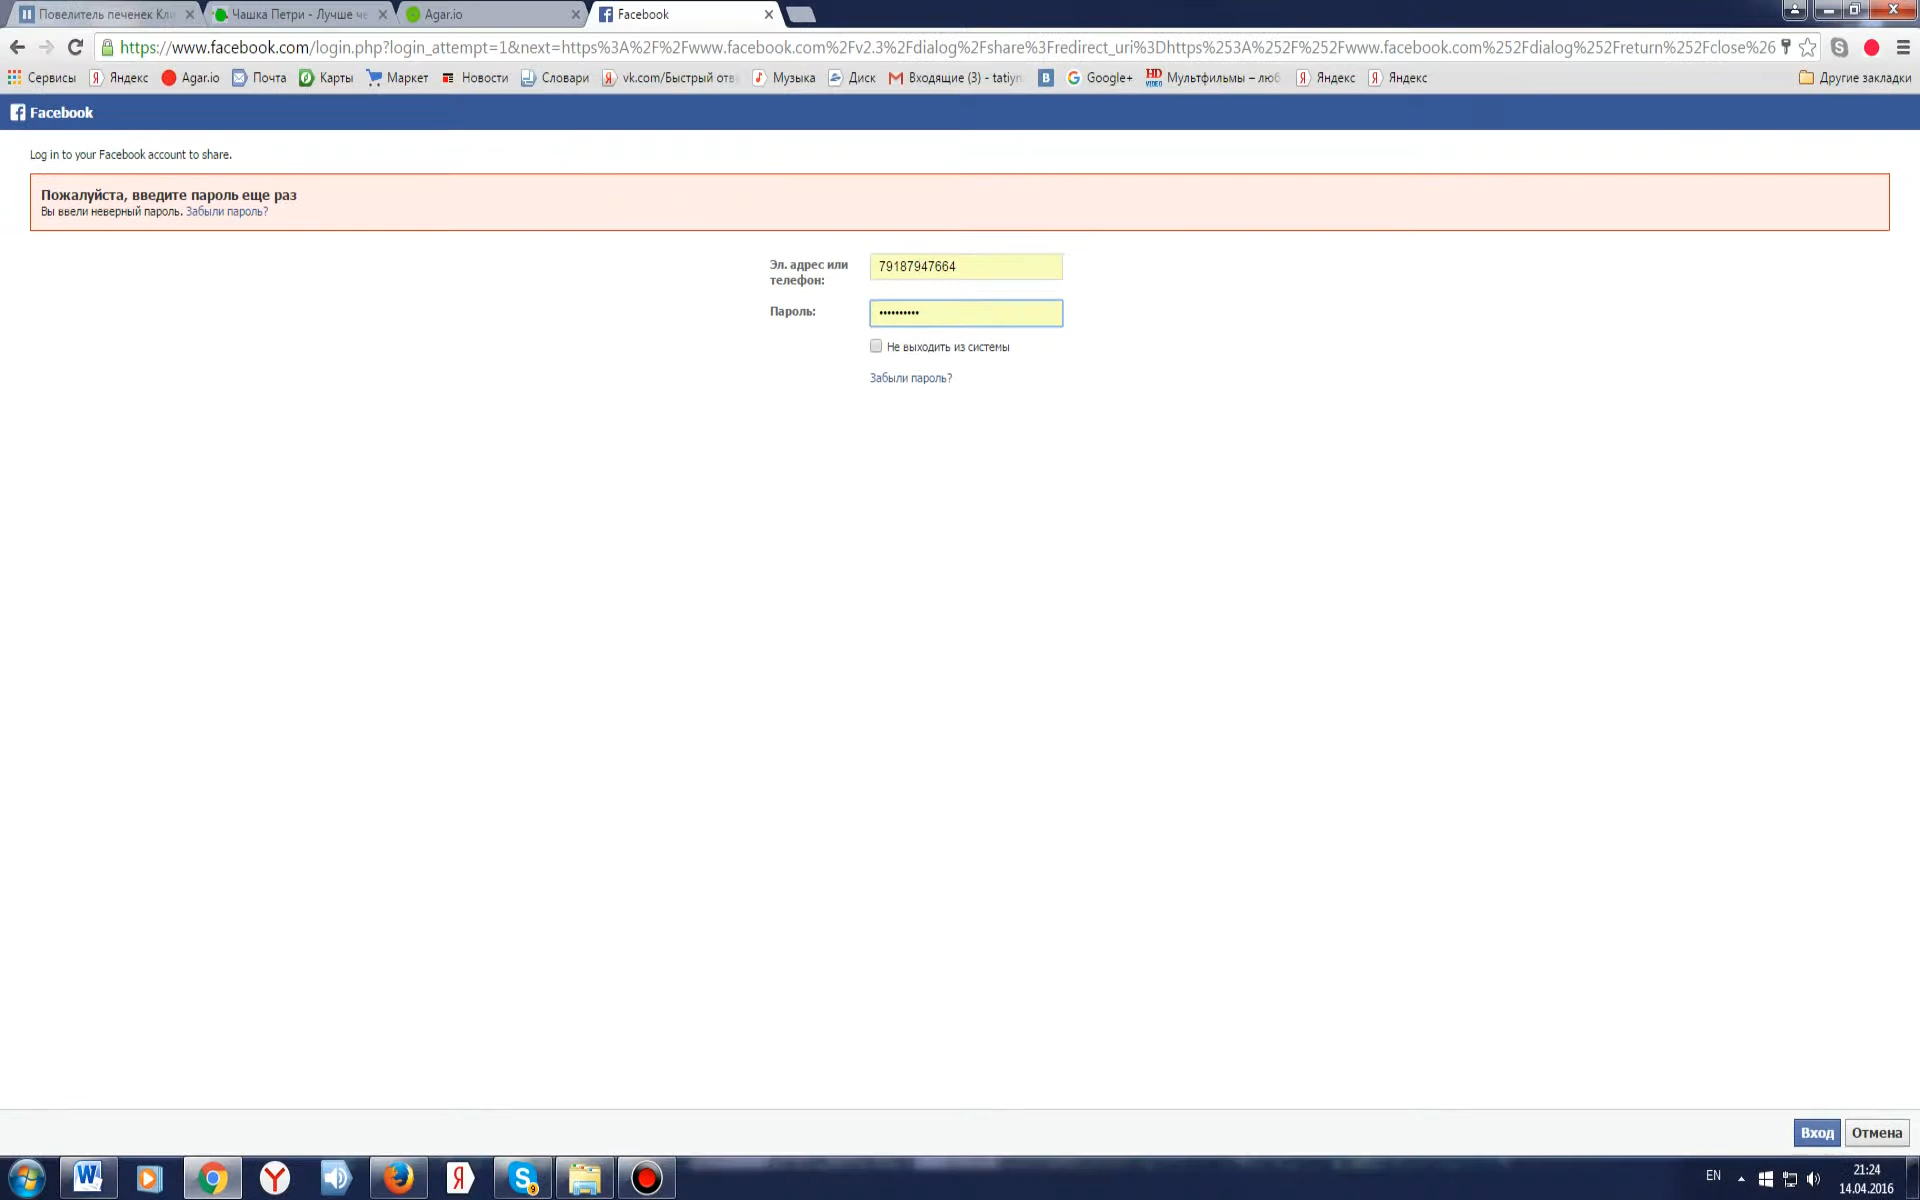 Повелитель печенек Кли
Чашка Петри - Лучше че
Agar.io
Facebook
https://www.facebook.com/login.php?login_attempt=1&next=https%3A%2F%2Fwww.facebook.com%2Fv2.3%2Fdialog%2Fshare%3Fredirect_uri%3Dhttps%253A%252F%252Fwww.facebook.com%252Fdialog%252Freturn%252Fclose%26
Сервисы
Яндекс
Agar.io
Почта
Карты
Маркет
Новости
Словари
vk.com/Быстрый отв
Музыка
Диск
Входящие (3) - tatiyn
Google+
Мультфильмы – люб
Яндекс
Яндекс
Другие закладки
Facebook
Log in to your Facebook account to share.
Пожалуйста, введите пароль еще раз
Вы ввели неверный пароль. Забыли пароль?
Эл. адрес или
телефон:
79187947664
Пароль:
••••••••••
Не выходить из системы
Забыли пароль?
Вход
Отмена
EN
21:24
14.04.2016